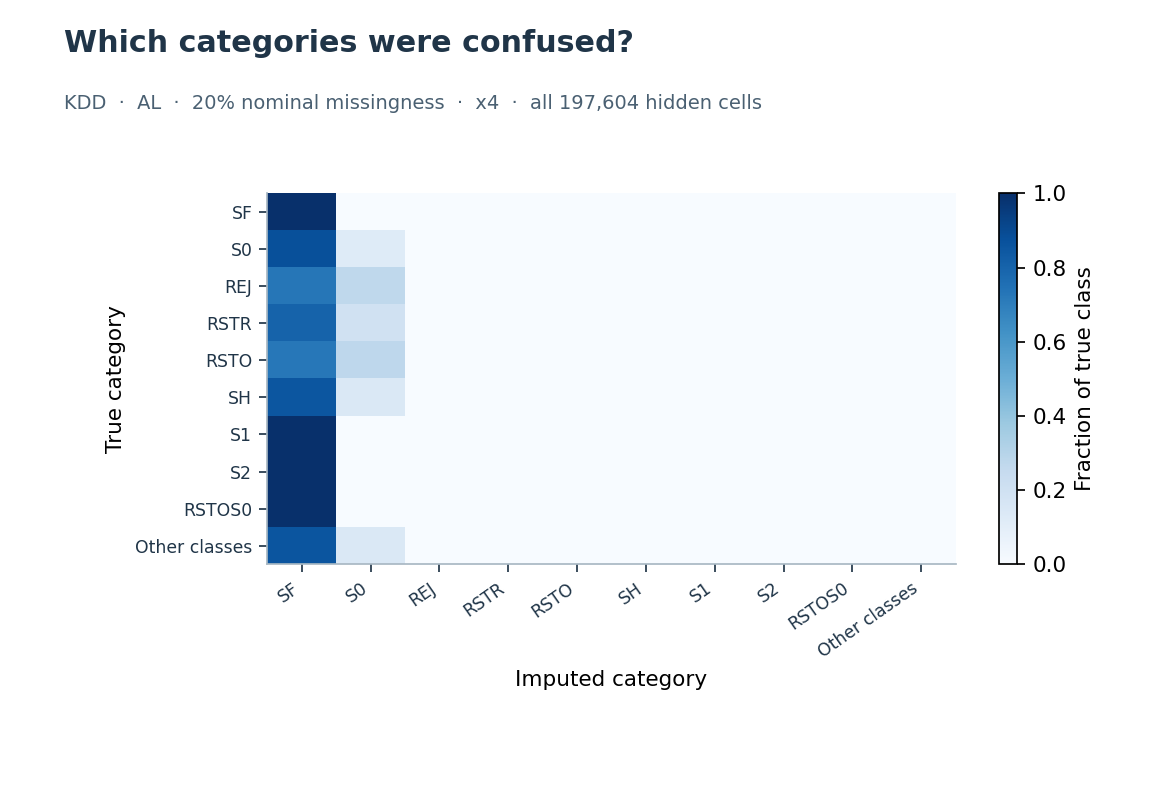 Which categories were confused?
KDD · AL · 20% nominal missingness · x4 · all 197,604 hidden cells
True category
SF
S0
REJ
RSTR
RSTO
SH
S1
S2
RSTOS0
Other classes
SF
S0
REJ
RSTR
RSTO
SH
S1
S2
RSTOS0
Other classes
Imputed category
1.0
0.8
0.6
0.4
0.2
0.0
Fraction of true class